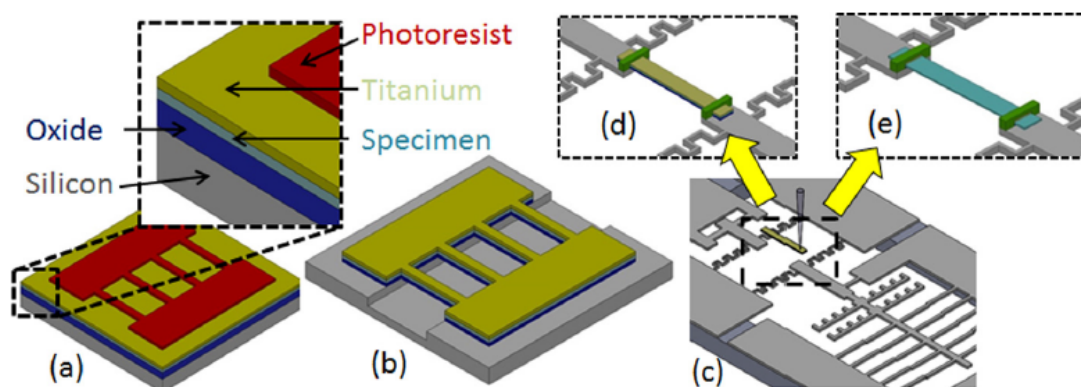 Photoresist
Titanium
Oxide
Specimen
Silicon
(a)
(b)
(c)
(d)
(e)